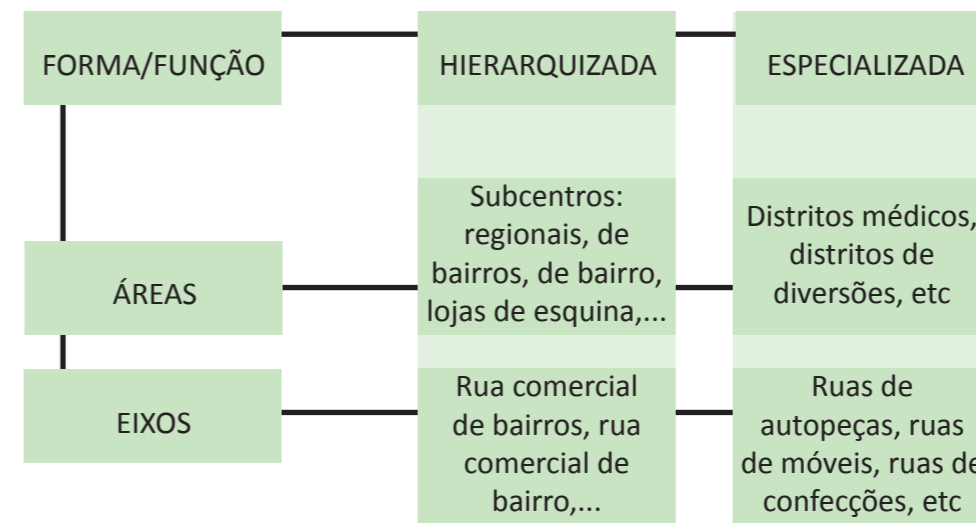 FORMA/FUNÇÃO
HIERARQUIZADA
ESPECIALIZADA
ÁREAS
Subcentros:
regionais, de
bairros, de bairro,
lojas de esquina,...
Distritos médicos,
distritos de
diversões, etc
EIXOS
Rua comercial
de bairros, rua
comercial de
bairro,...
Ruas de
autopeças, ruas
de móveis, ruas de
confecções, etc